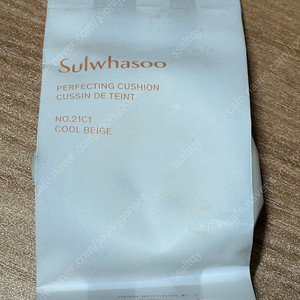 Sulwhasoo
PERFECTING CUSHION
CUSSIN DE TEINT
NO.21C1
COOL BEIGE